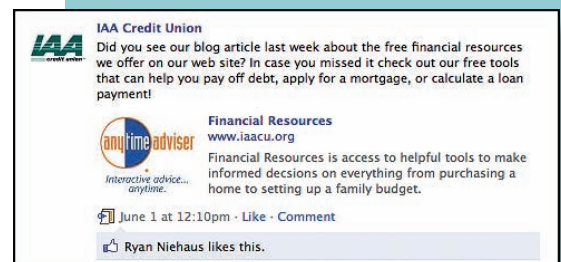 IAA Credit Union
IAA
credit union
Did you see our blog article last week about the free financial resources
we offer on our web site? In case you missed it check out our free tools
that can help you pay off debt, apply for a mortgage, or calculate a loan
payment!
anytime adviser
Interactive advice...
anytime.
Financial Resources
www.iaacu.org
Financial Resources is access to helpful tools to make
informed decsions on everything from purchasing a
home to setting up a family budget.
June 1 at 12:10pm · Like · Comment
Ryan Niehaus likes this.